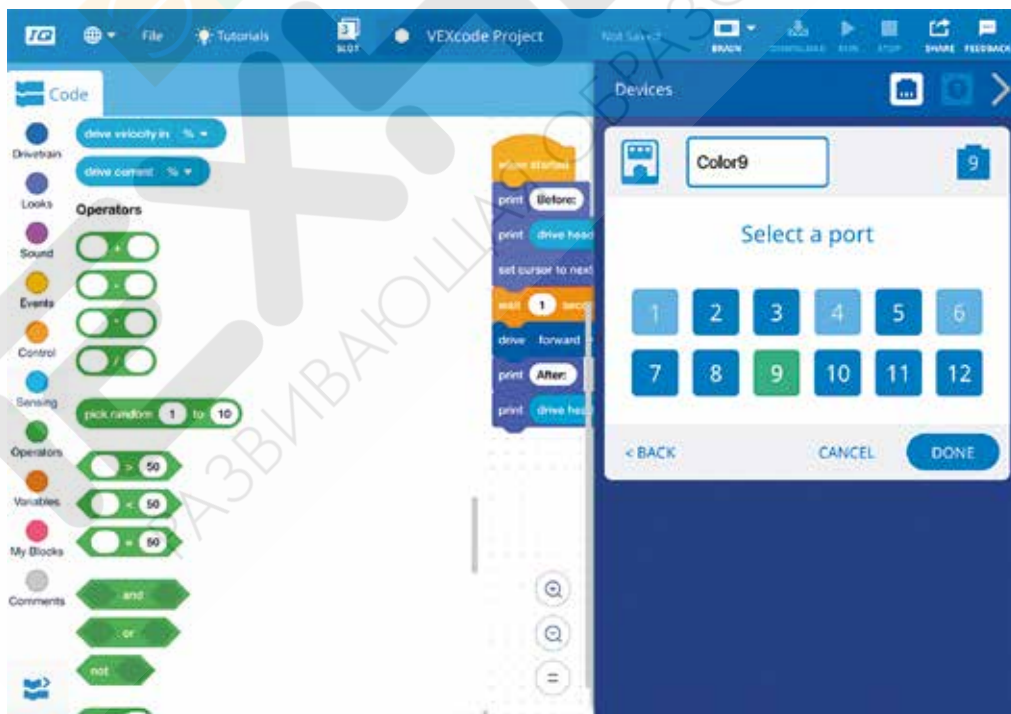 IQ
File
Tutorials
3
SLOT
VEXcode Project
Not Saved
BRAIN
DOWNLOAD
RUN
STOP
SHARE
FEEDBACK
Code
Drivetrain
Looks
Sound
Events
Control
Sensing
Operators
Variables
My Blocks
Comments
drive velocity in % 
drive current % 
Operators
+
-
/
pick random 1 to 10
> 50
< 50
= 50
and
or
not
when started
print Before:
print drive head
set cursor to next
wait 1
drive forward
print After:
print drive head
=
Devices
Color9
9
Select a port
1 2 3 4 5 6
7 8 9 10 11 12
< BACK CANCEL DONE
РАЗВИВАЮЩАЯ ОБРАЗО